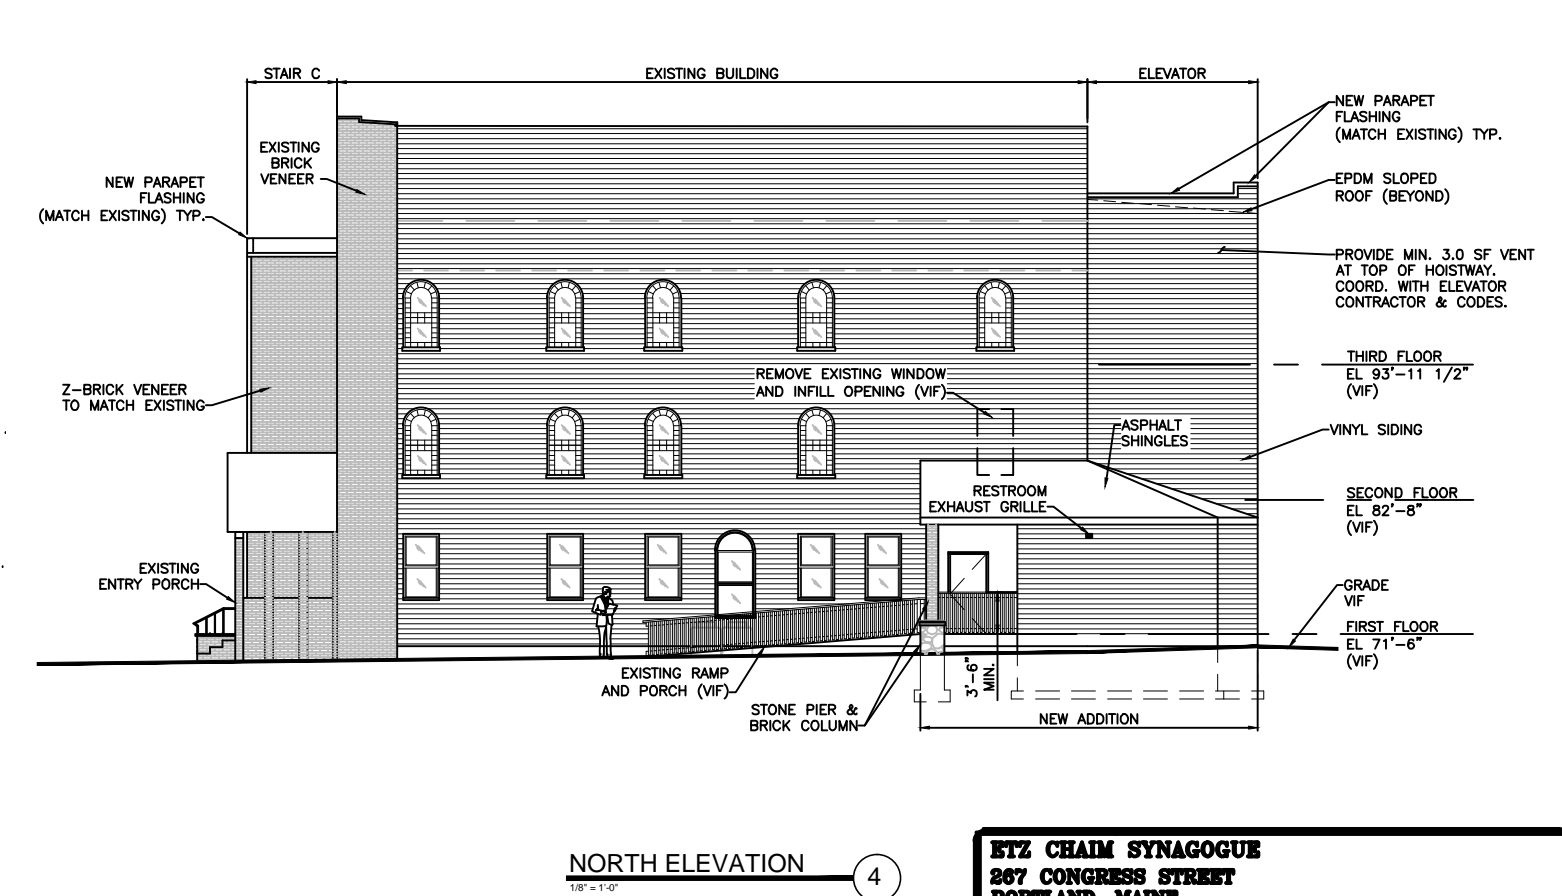 STAIR C
EXISTING BUILDING
ELEVATOR
NEW PARAPET
FLASHING
(MATCH EXISTING) TYP.
EXISTING
BRICK
VENEER
NEW PARAPET
FLASHING
(MATCH EXISTING) TYP.
EPDM SLOPED
ROOF (BEYOND)
PROVIDE MIN. 3.0 SF VENT
AT TOP OF HOISTWAY.
COORD. WITH ELEVATOR
CONTRACTOR & CODES.
THIRD FLOOR
EL 93'-11 1/2"
(VIF)
REMOVE EXISTING WINDOW
AND INFILL OPENING (VIF)
Z-BRICK VENEER
TO MATCH EXISTING
ASPHALT
SHINGLES
VINYL SIDING
RESTROOM
EXHAUST GRILLE
SECOND FLOOR
EL 82'-8"
(VIF)
EXISTING
ENTRY PORCH
GRADE
VIF
FIRST FLOOR
EL 71'-6"
(VIF)
EXISTING RAMP
AND PORCH (VIF)
3'-6"
MIN.
STONE PIER &
BRICK COLUMN
NEW ADDITION
NORTH ELEVATION
4
1/8" = 1'-0"
ETZ CHAIM SYNAGOGUE
267 CONGRESS STREET
PORTLAND, MAINE